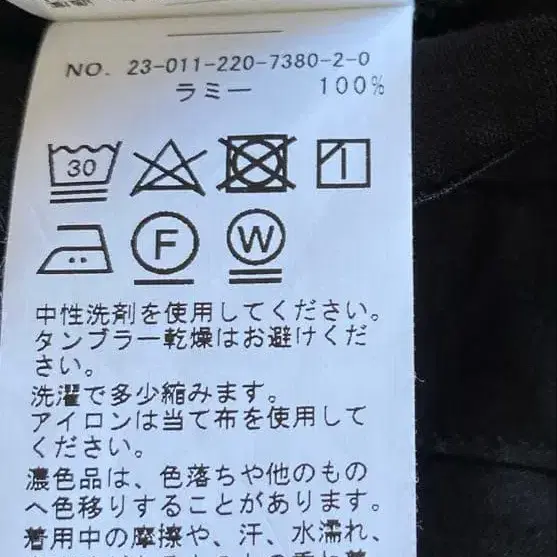 NO. 23-011-220-7380-2-0
ラミー 100%
30
F W
中性洗剤を使用してください。
タンブラー乾燥はお避けくだ
さい。
洗濯で多少縮みます。
アイロンは当て布を使用して
ください。
濃色品は、色落ちや他のもの
へ色移りすることがあります。
着用中の摩擦や、汗、水濡れ、